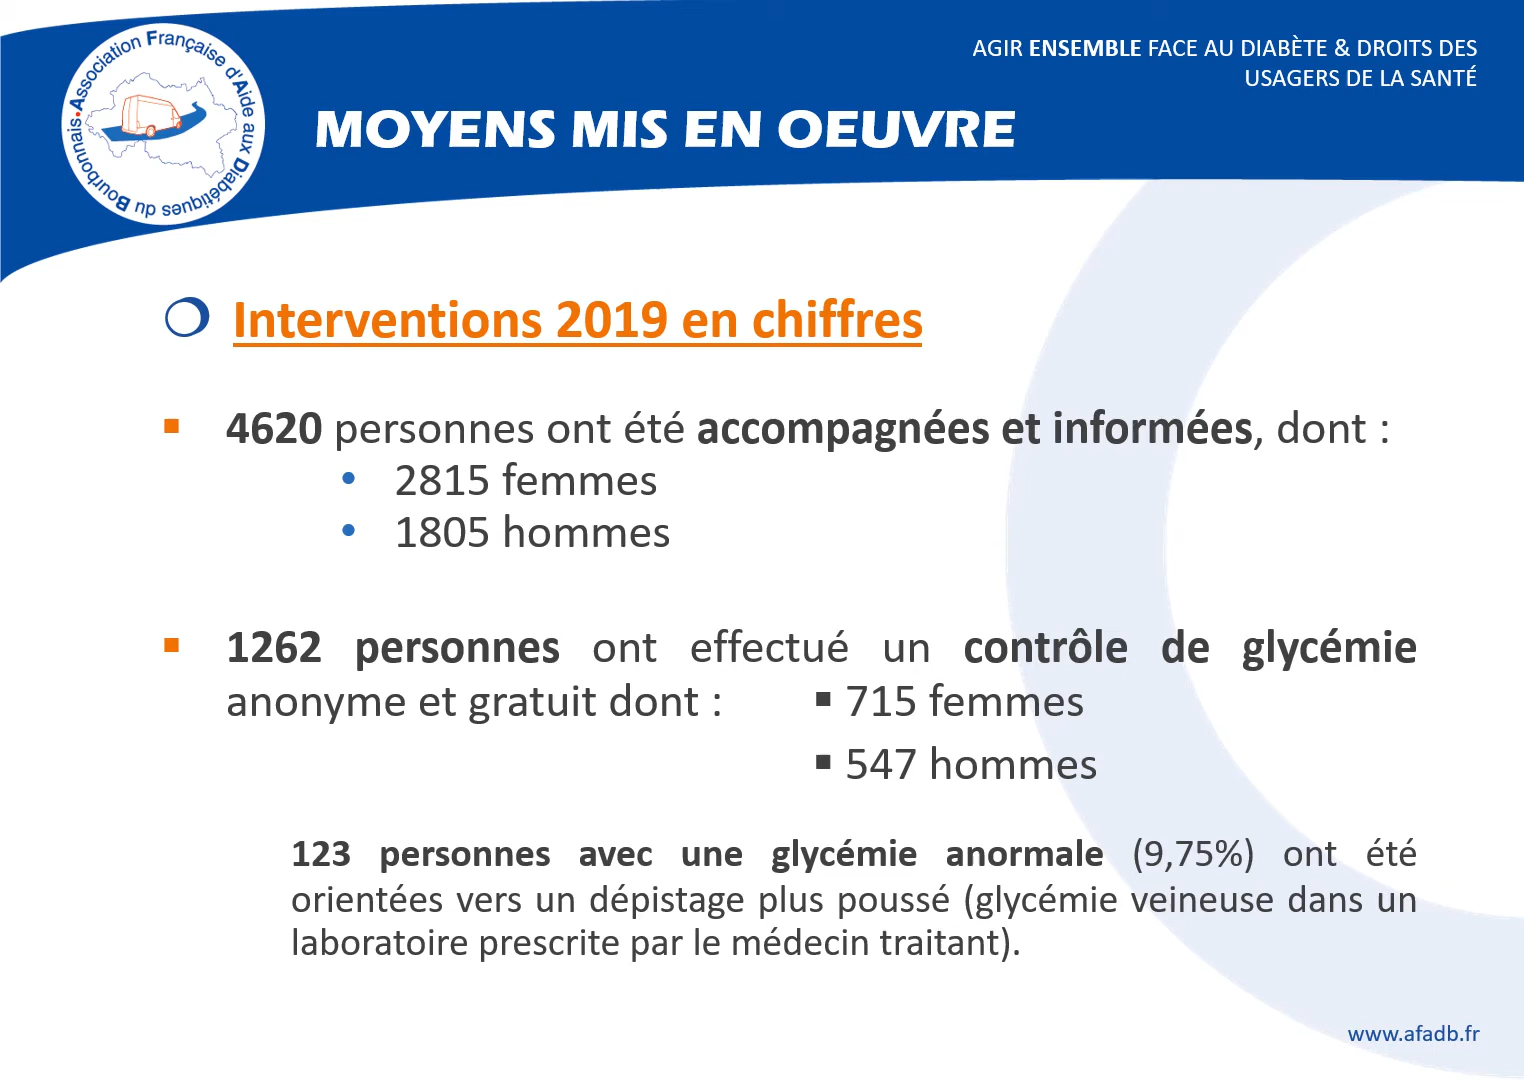 Association Française d'Aide aux Diabétiques du Bourbonnais
AGIR ENSEMBLE FACE AU DIABÈTE & DROITS DES
USAGERS DE LA SANTÉ
MOYENS MIS EN OEUVRE
Interventions 2019 en chiffres
▪ 4620 personnes ont été accompagnées et informées, dont :
• 2815 femmes
• 1805 hommes
▪ 1262 personnes ont effectué un contrôle de glycémie
anonyme et gratuit dont : ▪ 715 femmes
▪ 547 hommes
123 personnes avec une glycémie anormale (9,75%) ont été
orientées vers un dépistage plus poussé (glycémie veineuse dans un
laboratoire prescrite par le médecin traitant).
www.afadb.fr